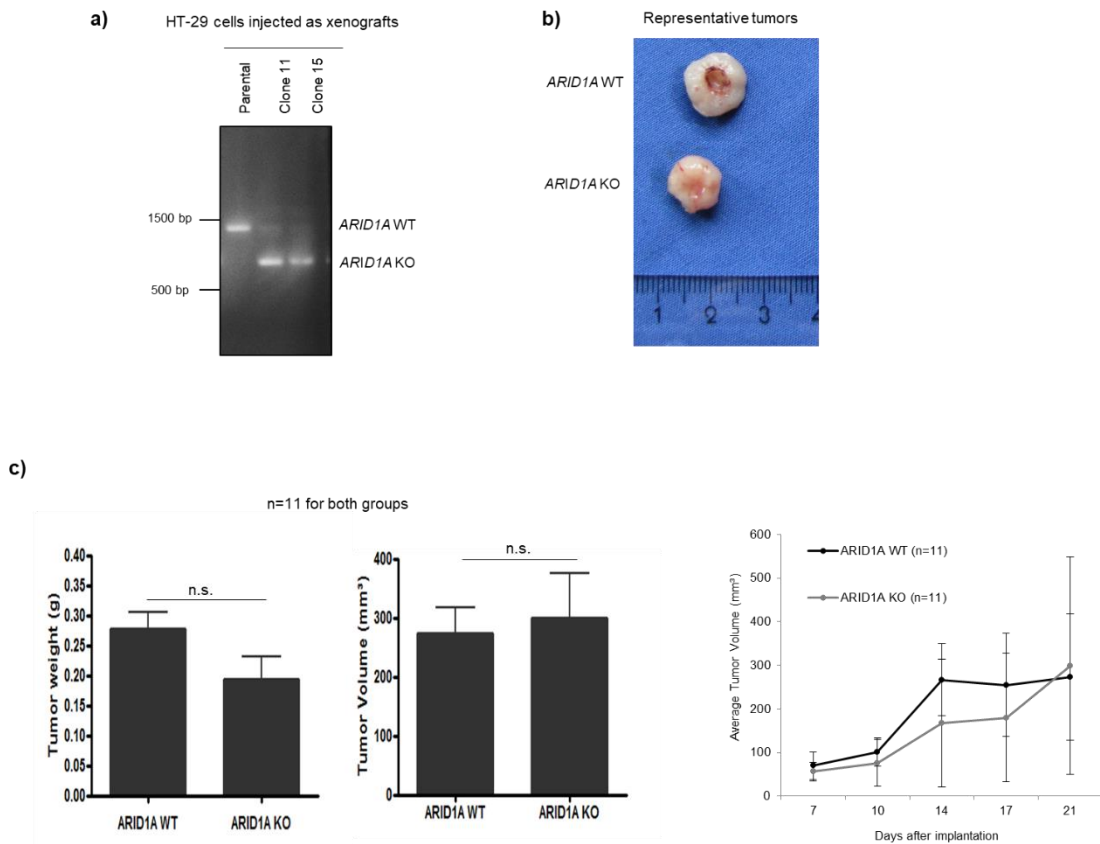 a)
HT-29 cells injected as xenografts
Parental
Clone 11
Clone 15
1500 bp
500 bp
ARID1A WT
ARID1A KO
b)
Representative tumors
ARID1A WT
ARID1A KO
1 2 3 4
c)
n=11 for both groups
Tumor weight (g)
0.40
0.35
0.30
0.25
0.20
0.15
0.10
0.05
0.00
n.s.
ARID1A WT ARID1A KO
Tumor Volume (mm³)
400
300
200
100
0
n.s.
ARID1A WT ARID1A KO
Average Tumor Volume (mm³)
600
500
400
300
200
100
0
ARID1A WT (n=11)
ARID1A KO (n=11)
7 10 14 17 21
Days after implantation